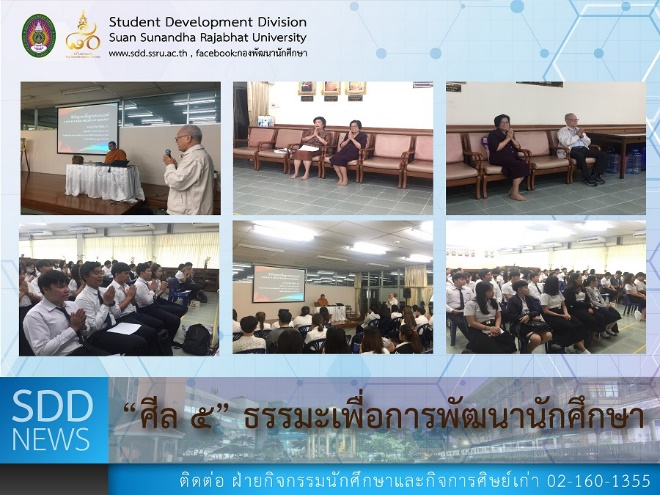 Student Development Division
Suan Sunandha Rajabhat University
www.sdd.ssru.ac.th , facebook:กองพัฒนานักศึกษา
SDD
NEWS
“ศีล ๕” ธรรมะเพื่อการพัฒนานักศึกษา
ติดต่อ ฝ่ายกิจกรรมนักศึกษาและกิจการศิษย์เก่า 02-160-1355